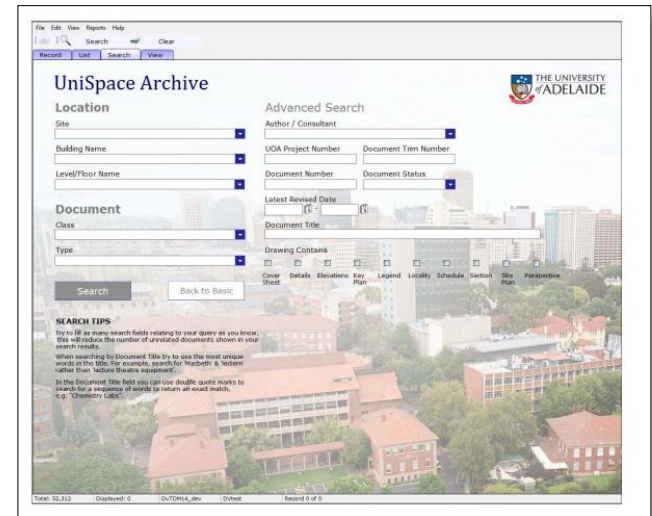 File Edit View Reports Help
Search Clear
Record List Search View
UniSpace Archive
THE UNIVERSITY
of ADELAIDE
Location
Site
Building Name
Level/Floor Name
Document
Class
Type
Search
Back to Basic
Advanced Search
Author / Consultant
UOA Project Number Document Trim Number
Document Number Document Status
Latest Revised Date
-
Document Title
Drawing Contains
Cover Sheet Details Elevations Key Plan Legend Locality Schedule Section Site Plan Perspective
SEARCH TIPS
Try to fill as many search fields relating to your query as you know,
this will reduce the number of unrelated documents shown in your
search results.
When searching by Document Title try to use the most unique
words in the title. For example, search for 'Macbeth' & 'lectern'
rather than 'lecture theatre equipment'.
In the Document Title field you can use double quote marks to
search for a sequence of words to return an exact match,
e.g. "Chemistry Labs".
Total: 52,312 Displayed: 0 DvTDM14_dev DVtest Record 0 of 0